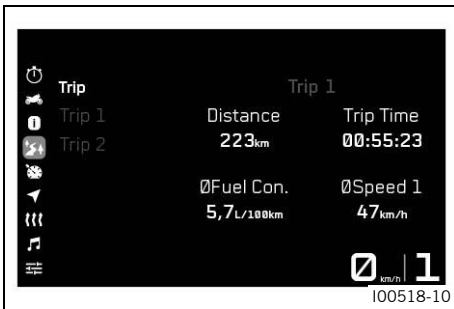 Trip
Trip 1
Trip 1
Distance
Trip Time
Trip 2
223km
00:55:23
ØFuel Con.
ØSpeed 1
5,7L/100km
47km/h
0 km/h 1
I00518-10